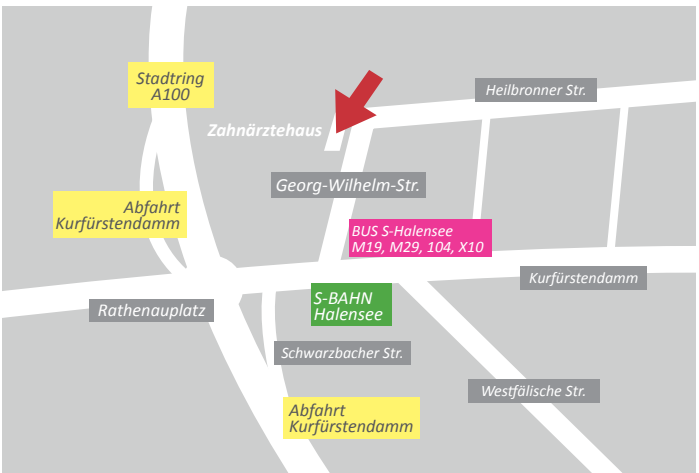 Stadtring
A100
Heilbronner Str.
Zahnärztehaus
Georg-Wilhelm-Str.
Abfahrt
Kurfürstendamm
BUS S-Halensee
M19, M29, 104, X10
Kurfürstendamm
S-BAHN
Halensee
Rathenauplatz
Schwarzbacher Str.
Westfälische Str.
Abfahrt
Kurfürstendamm